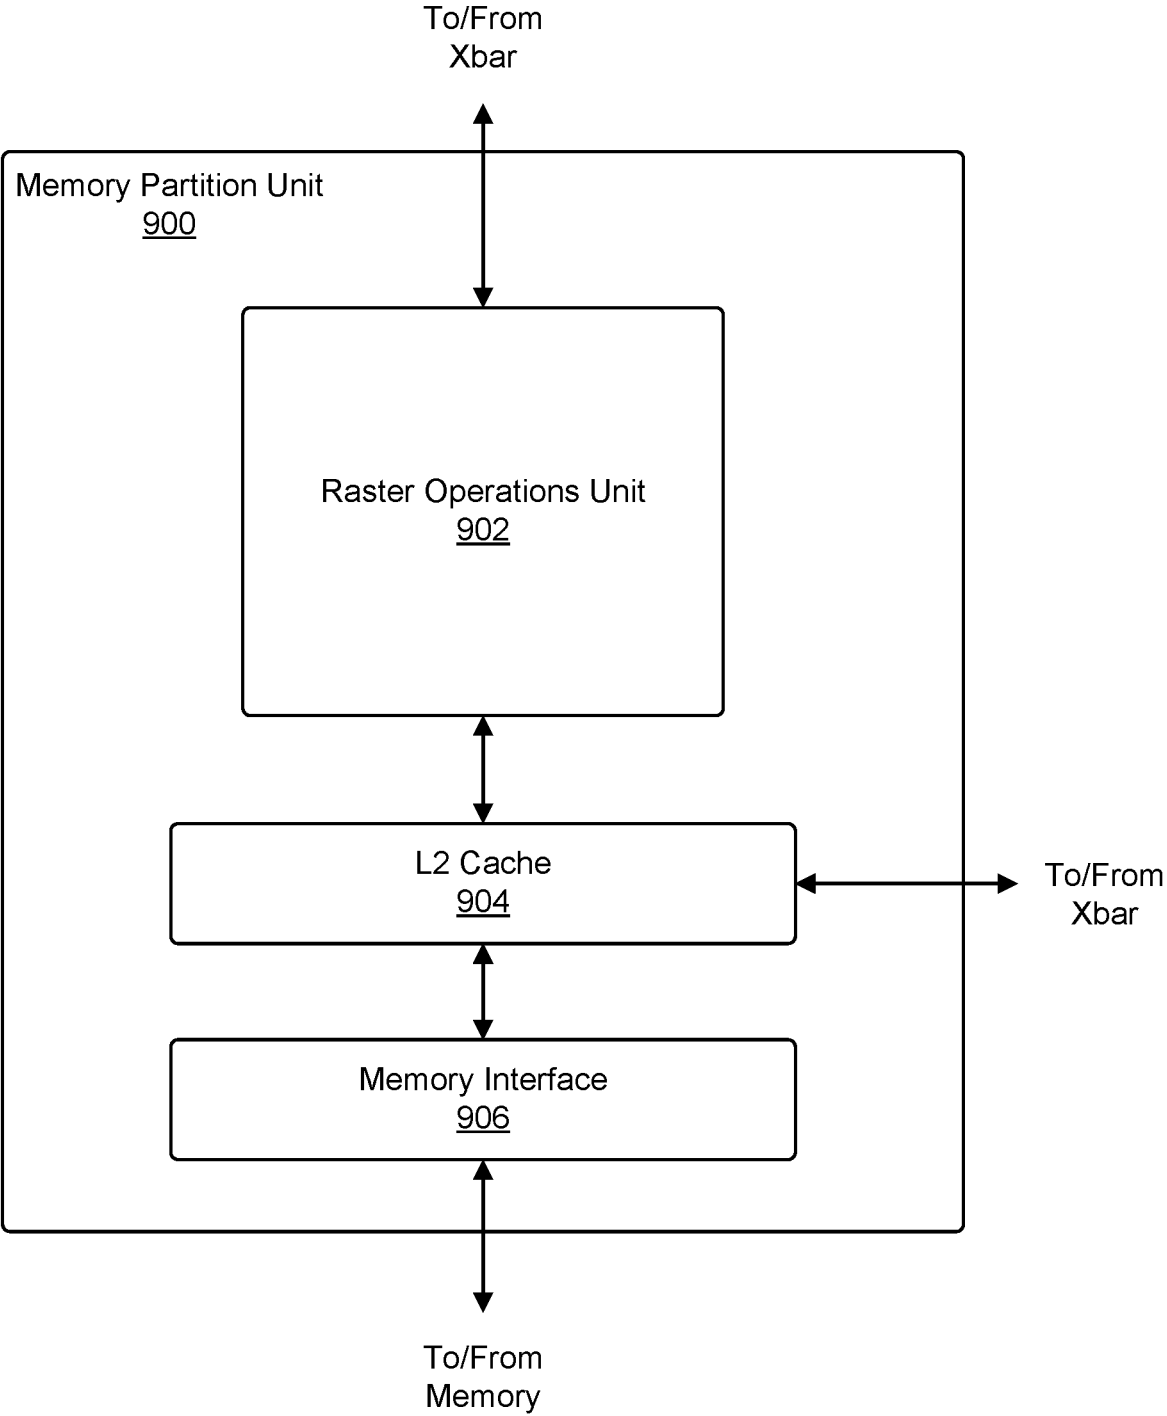 To/From
Xbar
Memory Partition Unit
900
Raster Operations Unit
902
L2 Cache
904
To/From
Xbar
Memory Interface
906
To/From
Memory